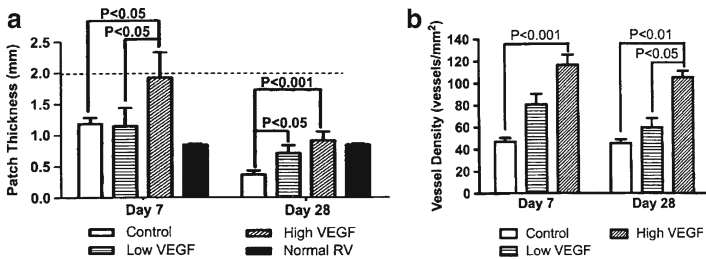 a
P<0.05
P<0.05
P<0.001
P<0.05
Patch Thickness (mm)
2.5
2.0
1.5
1.0
0.5
0.0
Day 7
Day 28
Control
High VEGF
Low VEGF
Normal RV
b
P<0.001
P<0.01
P<0.05
Vessel Density (vessels/mm²)
140
120
100
80
60
40
20
0
Day 7
Day 28
Control
High VEGF
Low VEGF